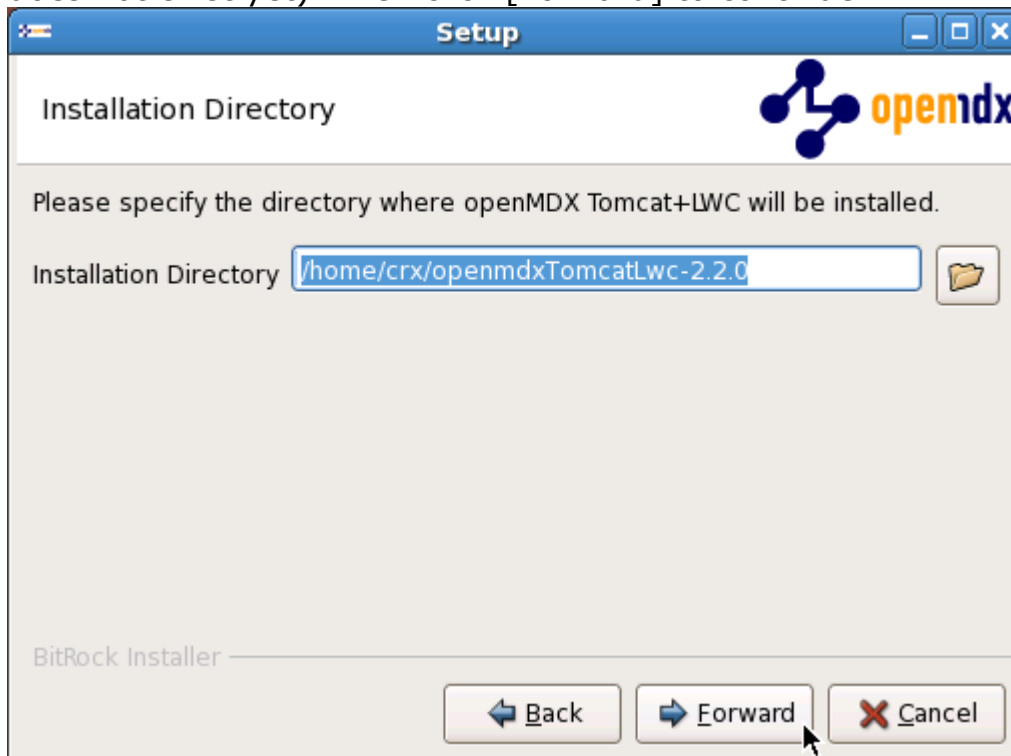 Setup
Installation Directory
openmdx
Please specify the directory where openMDX Tomcat+LWC will be installed.
Installation Directory /home/crx/openmdxTomcatLwc-2.2.0
BitRock Installer
Back Forward Cancel